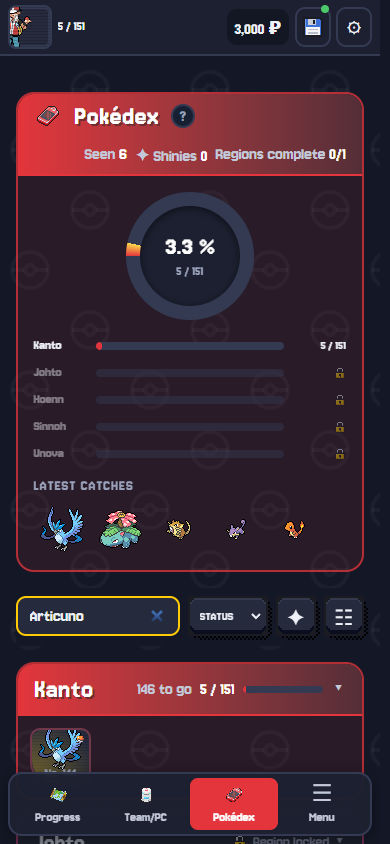 5 / 151
3,000 ₽
Pokédex ?
Seen 6 Shinies 0 Regions complete 0/1
3.3 %
5 / 151
Kanto 5 / 151
Johto
Hoenn
Sinnoh
Unova
LATEST CATCHES
Articuno
STATUS
Kanto 146 to go 5 / 151
Progress
Team/PC
Pokédex
Menu
Johto Region locked